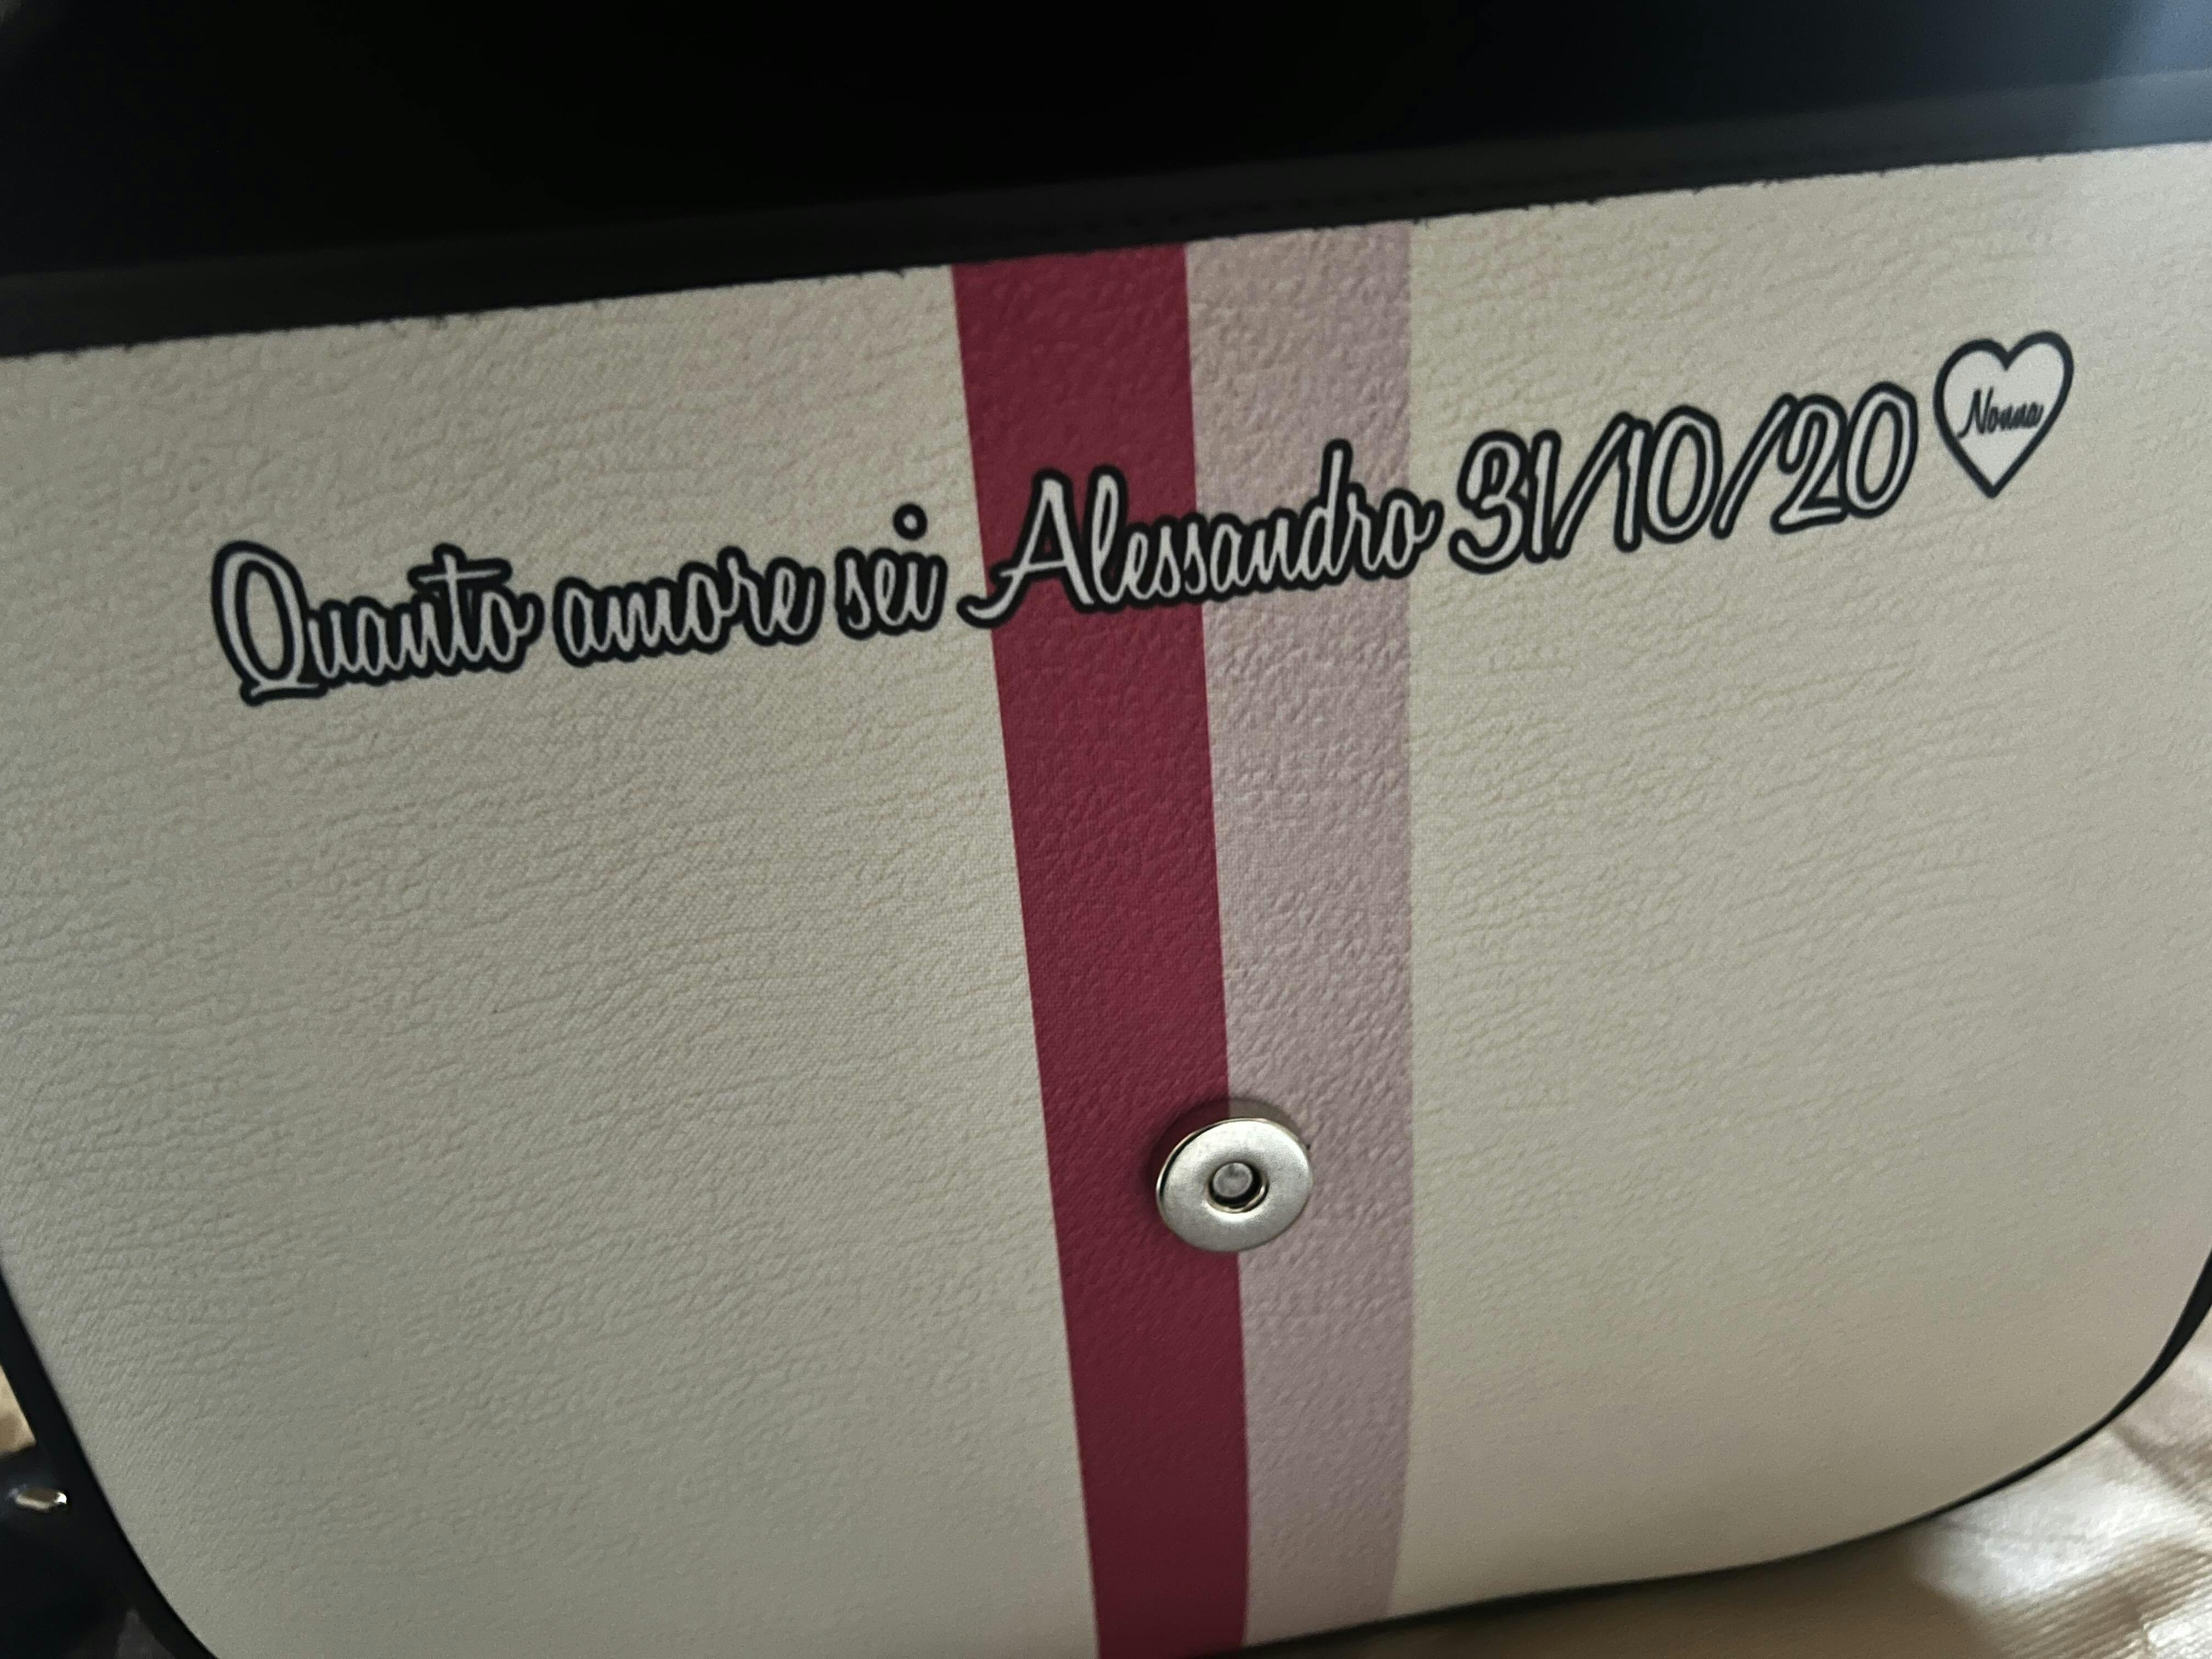 Quanto amore sei Alessandro 31/10/20
Nonna